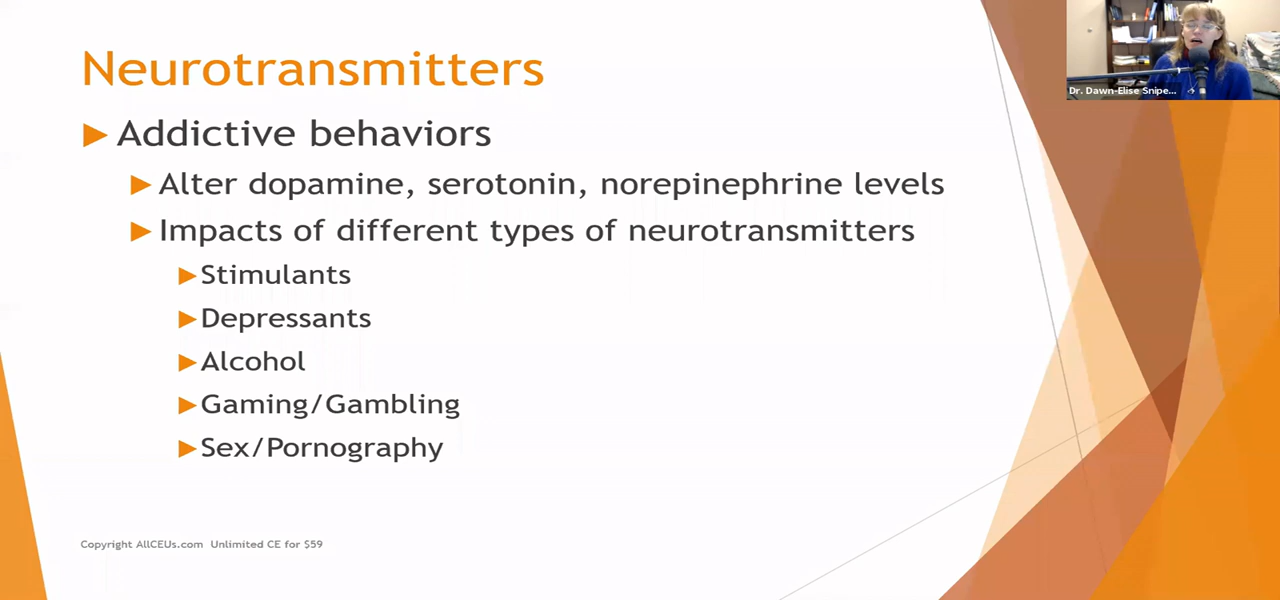 Neurotransmitters
Dr. Dawn-Elise Snipe...
Addictive behaviors
Alter dopamine, serotonin, norepinephrine levels
Impacts of different types of neurotransmitters
Stimulants
Depressants
Alcohol
Gaming/Gambling
Sex/Pornography
Copyright AllCEUs.com Unlimited CE for $59